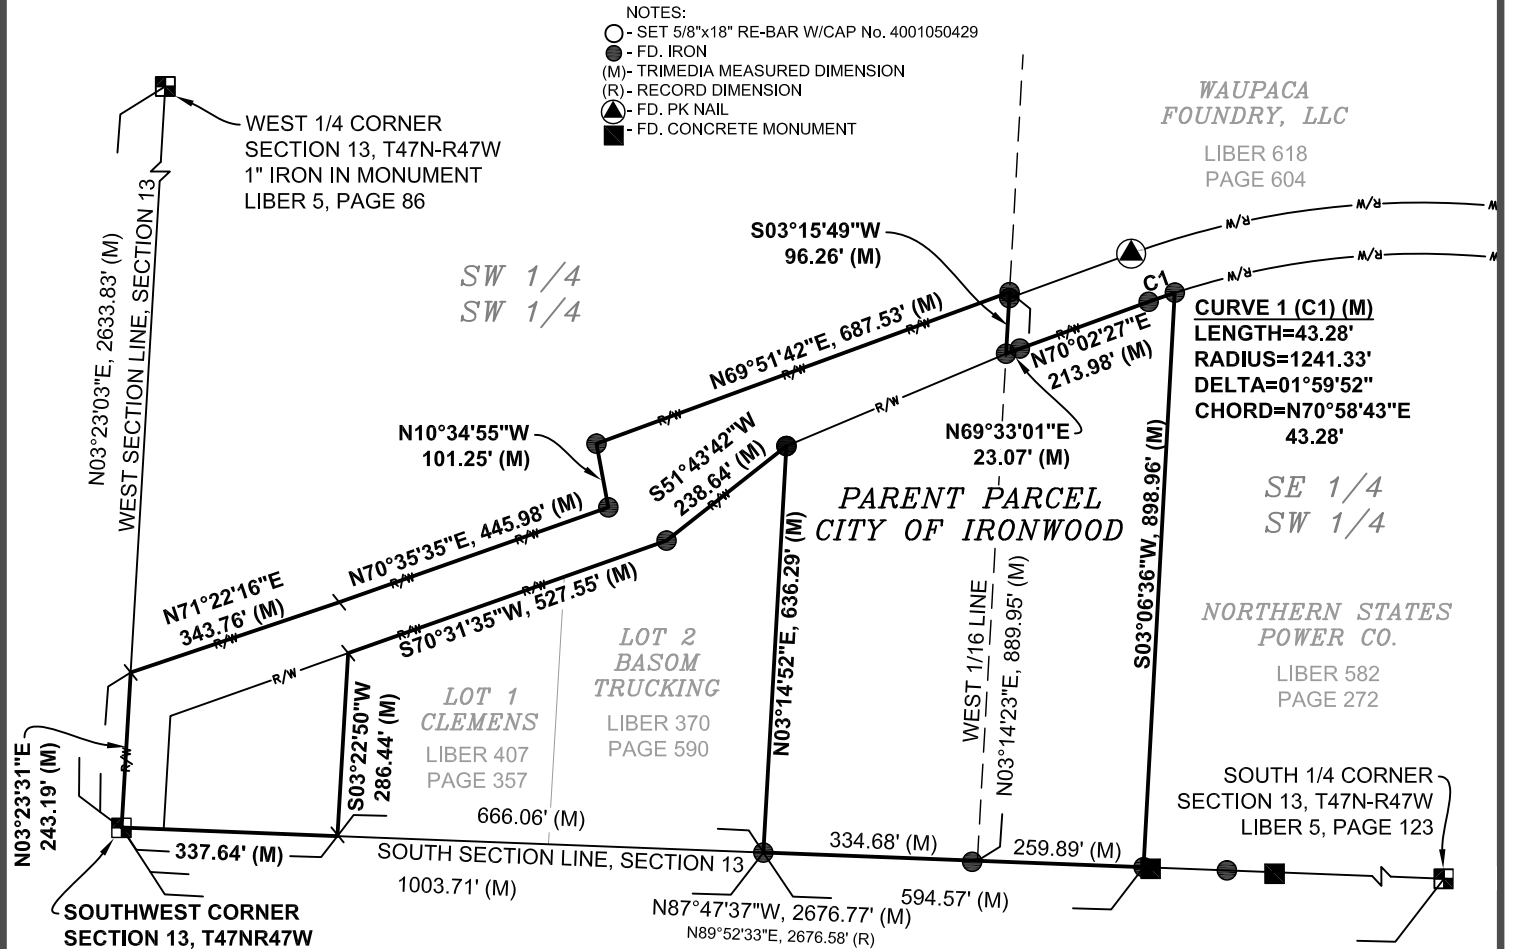 NOTES:
- SET 5/8"x18" RE-BAR W/CAP No. 4001050429
- FD. IRON
(M)- TRIMEDIA MEASURED DIMENSION
(R)- RECORD DIMENSION
- FD. PK NAIL
- FD. CONCRETE MONUMENT
WEST 1/4 CORNER
SECTION 13, T47N-R47W
1" IRON IN MONUMENT
LIBER 5, PAGE 86
WAUPACA
FOUNDRY, LLC
LIBER 618
PAGE 604
N03°23'03"E, 2633.83' (M)
WEST SECTION LINE, SECTION 13
SW 1/4
SW 1/4
S03°15'49"W
96.26' (M)
R/W
R/W
R/W
R/W
W
W
C1
CURVE 1 (C1) (M)
LENGTH=43.28'
RADIUS=1241.33'
DELTA=01°59'52"
CHORD=N70°58'43"E
43.28'
N69°51'42"E, 687.53' (M)
R/W
R/W
R/W
R/W
N70°02'27"E
213.98' (M)
R/W
N69°33'01"E
23.07' (M)
N10°34'55"W
101.25' (M)
S51°43'42"W
238.64' (M)
R/W
N70°35'35"E, 445.98' (M)
R/W
R/W
PARENT PARCEL
CITY OF IRONWOOD
SE 1/4
SW 1/4
N71°22'16"E
343.76' (M)
R/W
S70°31'35"W, 527.55' (M)
R/W
R/W
R/W
N03°14'52"E, 636.29' (M)
WEST 1/16 LINE
N03°14'23"E, 889.95' (M)
S03°06'36"W, 898.96' (M)
NORTHERN STATES
POWER CO.
LIBER 582
PAGE 272
LOT 2
BASOM
TRUCKING
LIBER 370
PAGE 590
LOT 1
CLEMENS
LIBER 407
PAGE 357
S03°22'50"W
286.44' (M)
N03°23'31"E
243.19' (M)
R/W
SOUTH 1/4 CORNER
SECTION 13, T47N-R47W
LIBER 5, PAGE 123
666.06' (M)
337.64' (M)
SOUTH SECTION LINE, SECTION 13
1003.71' (M)
334.68' (M)
259.89' (M)
594.57' (M)
N87°47'37"W, 2676.77' (M)
N89°52'33"E, 2676.58' (R)
SOUTHWEST CORNER
SECTION 13, T47NR47W